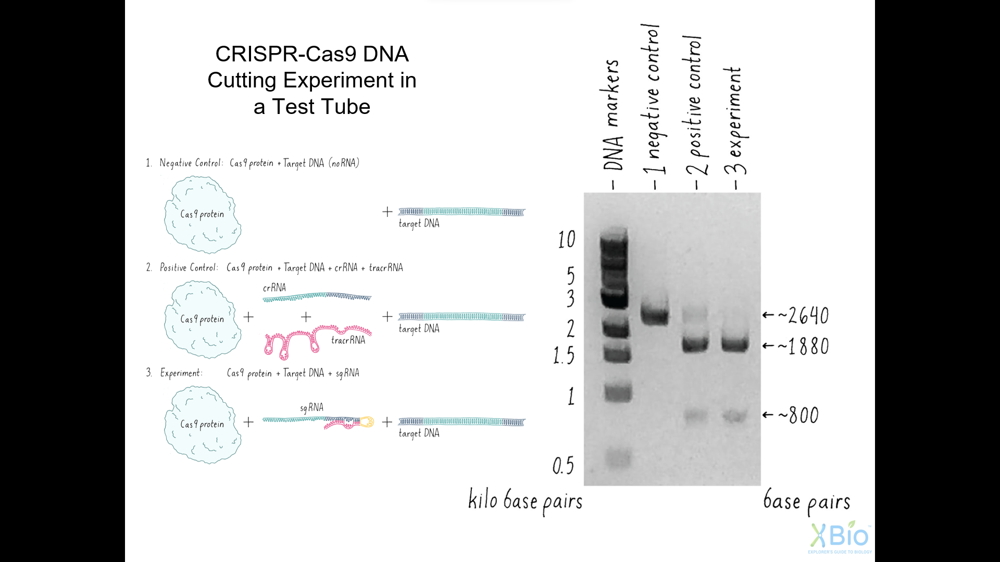 CRISPR-Cas9 DNA
Cutting Experiment in
a Test Tube
1. Negative Control: Cas9 protein + Target DNA (no RNA)
Cas9 protein
+
target DNA
2. Positive Control: Cas9 protein + Target DNA + crRNA + tracrRNA
crRNA
Cas9 protein
+
+
+
target DNA
tracrRNA
3. Experiment: Cas9 protein + Target DNA + sgRNA
sgRNA
Cas9 protein
+
+
target DNA
- DNA markers
- 1 negative control
- 2 positive control
- 3 experiment
10
5
3
2
1.5
1
0.5
kilo base pairs
←~2640
←~1880
←~800
base pairs
XBio™
EXPLORER'S GUIDE TO BIOLOGY